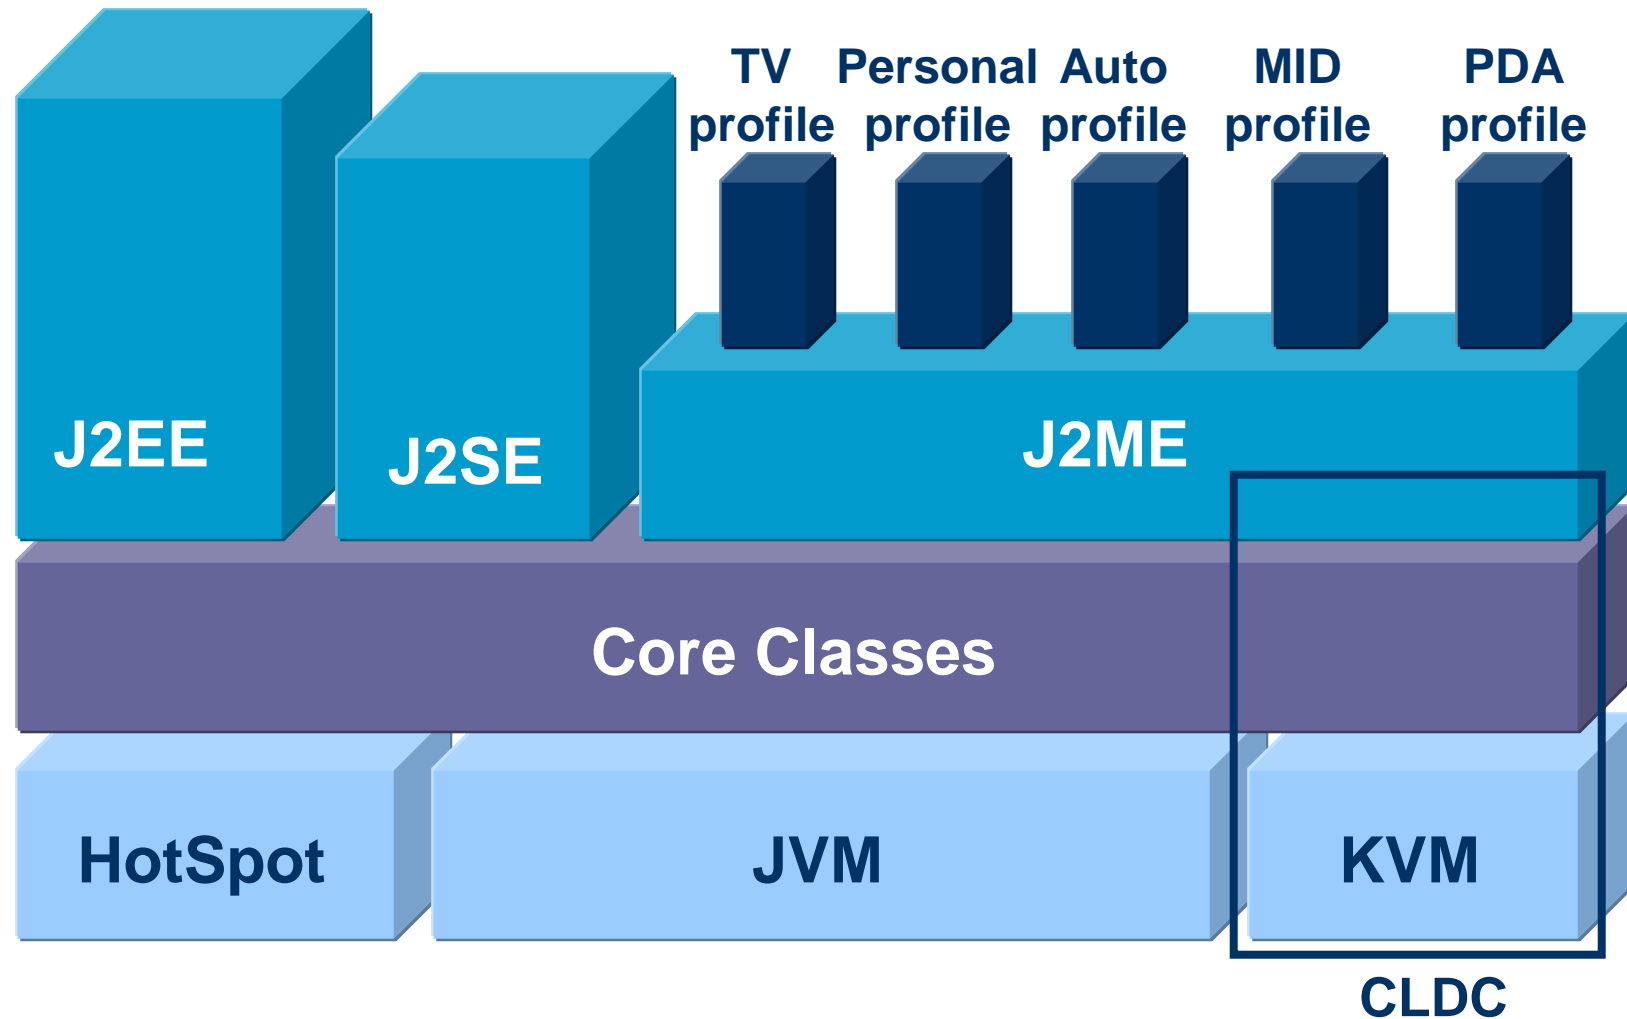 TV profile
Personal profile
Auto profile
MID profile
PDA profile
J2EE
J2SE
J2ME
Core Classes
HotSpot
JVM
KVM
CLDC